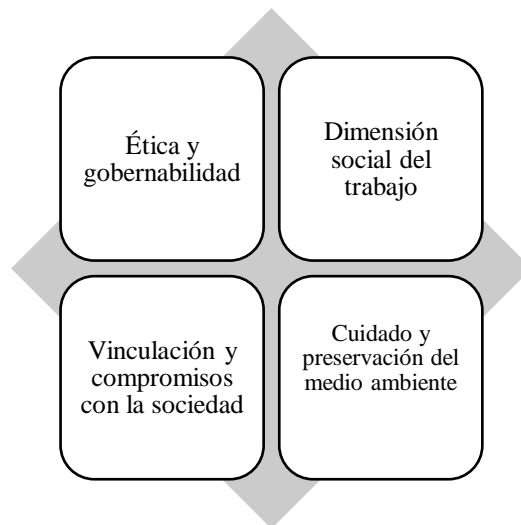 Ética y
gobernabilidad
Dimensión
social del
trabajo
Vinculación y
compromisos
con la sociedad
Cuidado y
preservación del
medio ambiente